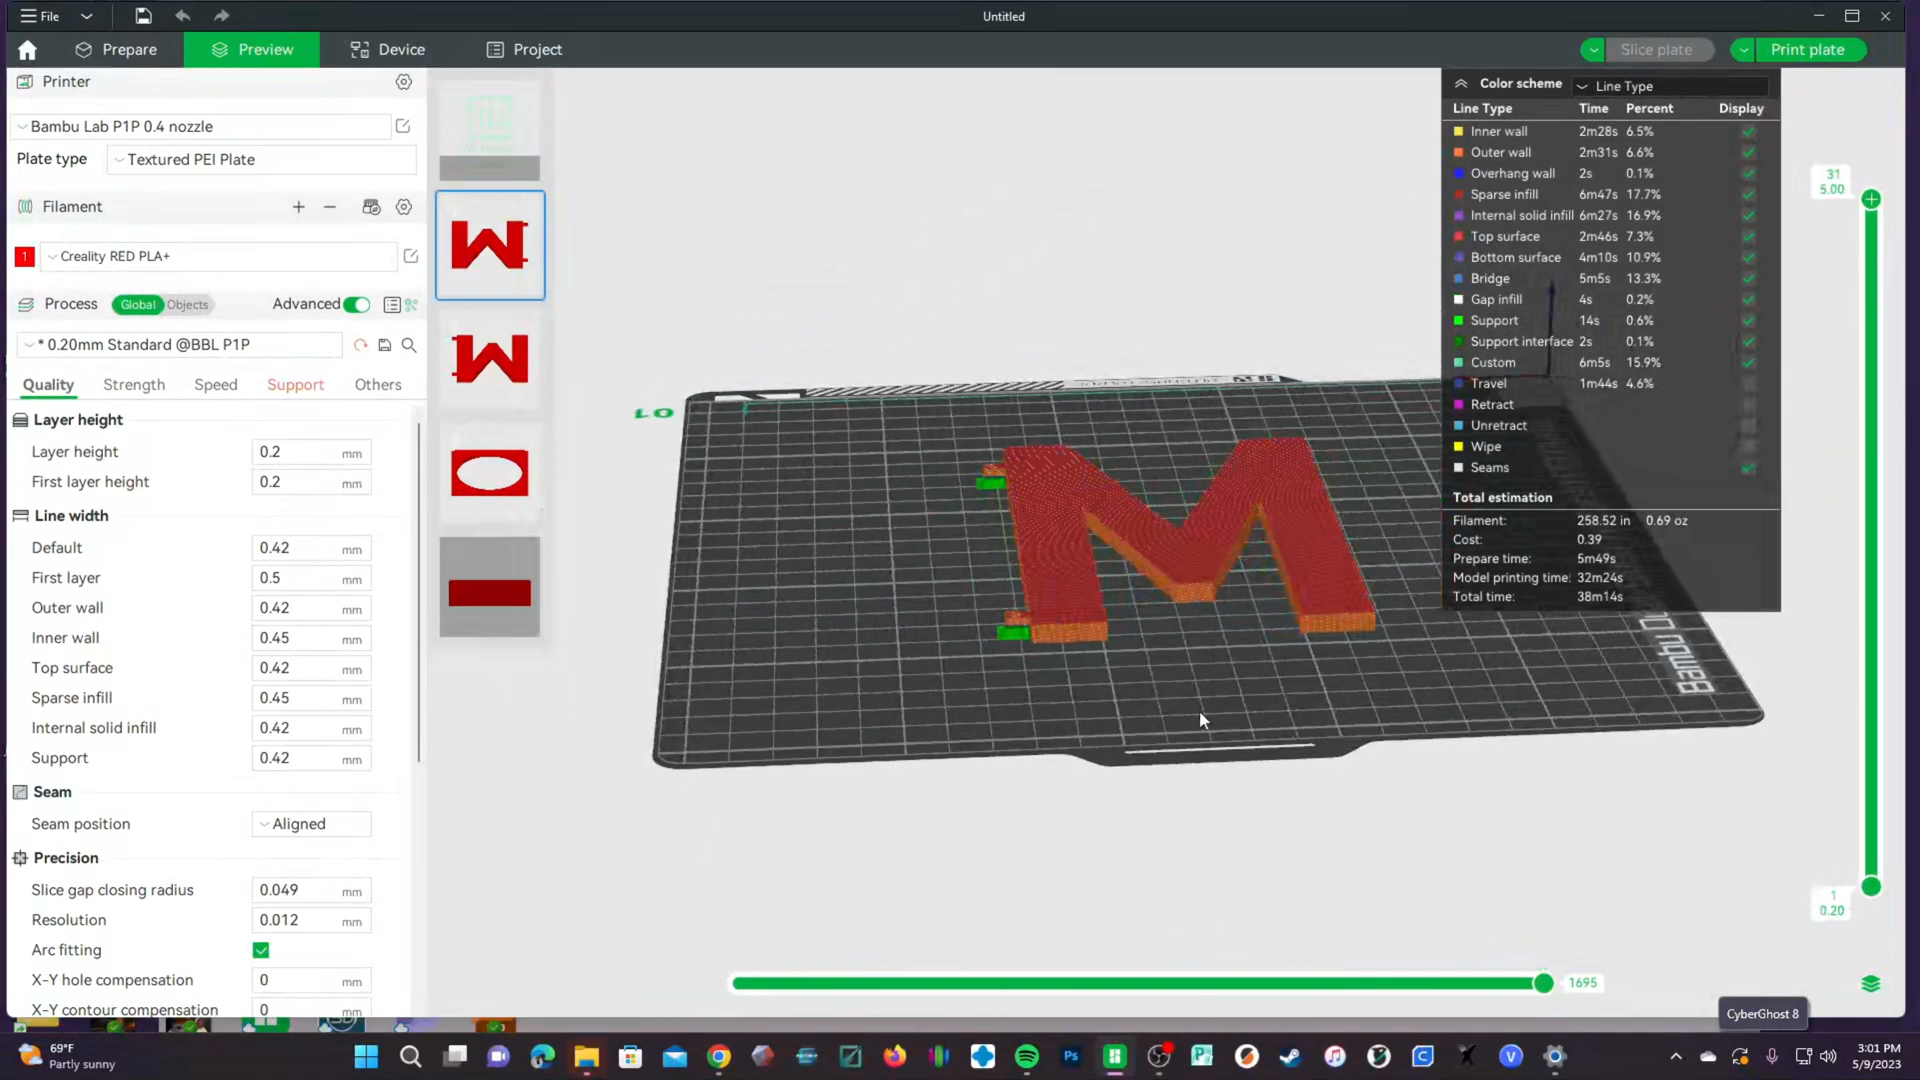 File
Untitled
Prepare
Preview
Device
Project
Slice plate
Print plate
Printer
Bambu Lab P1P 0.4 nozzle
Plate type
Textured PEI Plate
Filament
1
Creality RED PLA+
Process
Global
Objects
Advanced
* 0.20mm Standard @BBL P1P
Quality
Strength
Speed
Support
Others
Layer height
Layer height 0.2 mm
First layer height 0.2 mm
Line width
Default 0.42 mm
First layer 0.5 mm
Outer wall 0.42 mm
Inner wall 0.45 mm
Top surface 0.42 mm
Sparse infill 0.45 mm
Internal solid infill 0.42 mm
Support 0.42 mm
Seam
Seam position Aligned
Precision
Slice gap closing radius 0.049 mm
Resolution 0.012 mm
Arc fitting
X-Y hole compensation 0 mm
X-Y contour compensation 0 mm
Color scheme Line Type
Line Type Time Percent Display
Inner wall 2m28s 6.5%
Outer wall 2m31s 6.6%
Overhang wall 2s 0.1%
Sparse infill 6m47s 17.7%
Internal solid infill 6m27s 16.9%
Top surface 2m46s 7.3%
Bottom surface 4m10s 10.9%
Bridge 5m5s 13.3%
Gap infill 4s 0.2%
Support 14s 0.6%
Support interface 2s 0.1%
Custom 6m5s 15.9%
Travel 1m44s 4.6%
Retract
Unretract
Wipe
Seams
Total estimation
Filament: 258.52 in 0.69 oz
Cost: 0.39
Prepare time: 5m49s
Model printing time: 32m24s
Total time: 38m14s
31
5.00
1
0.20
M
1695
CyberGhost 8
69°F
Partly sunny
Ps
3:01 PM
5/9/2023